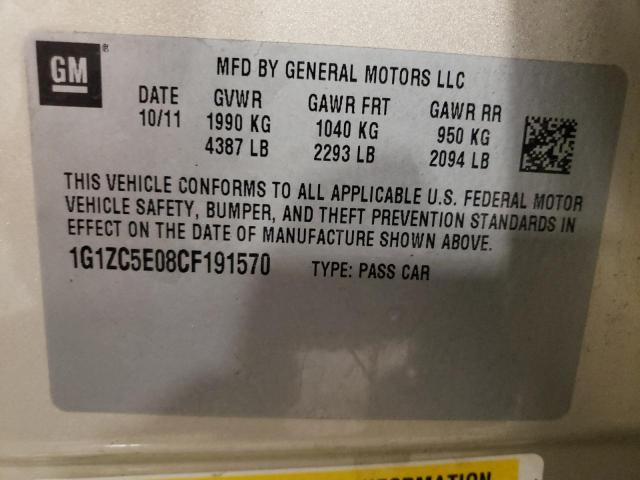 GM ®
MFD BY GENERAL MOTORS LLC
DATE GVWR GAWR FRT GAWR RR
10/11 1990 KG 1040 KG 950 KG
4387 LB 2293 LB 2094 LB
THIS VEHICLE CONFORMS TO ALL APPLICABLE U.S. FEDERAL MOTOR
VEHICLE SAFETY, BUMPER, AND THEFT PREVENTION STANDARDS IN
EFFECT ON THE DATE OF MANUFACTURE SHOWN ABOVE.
1G1ZC5E08CF191570 TYPE: PASS CAR
INFORMATION